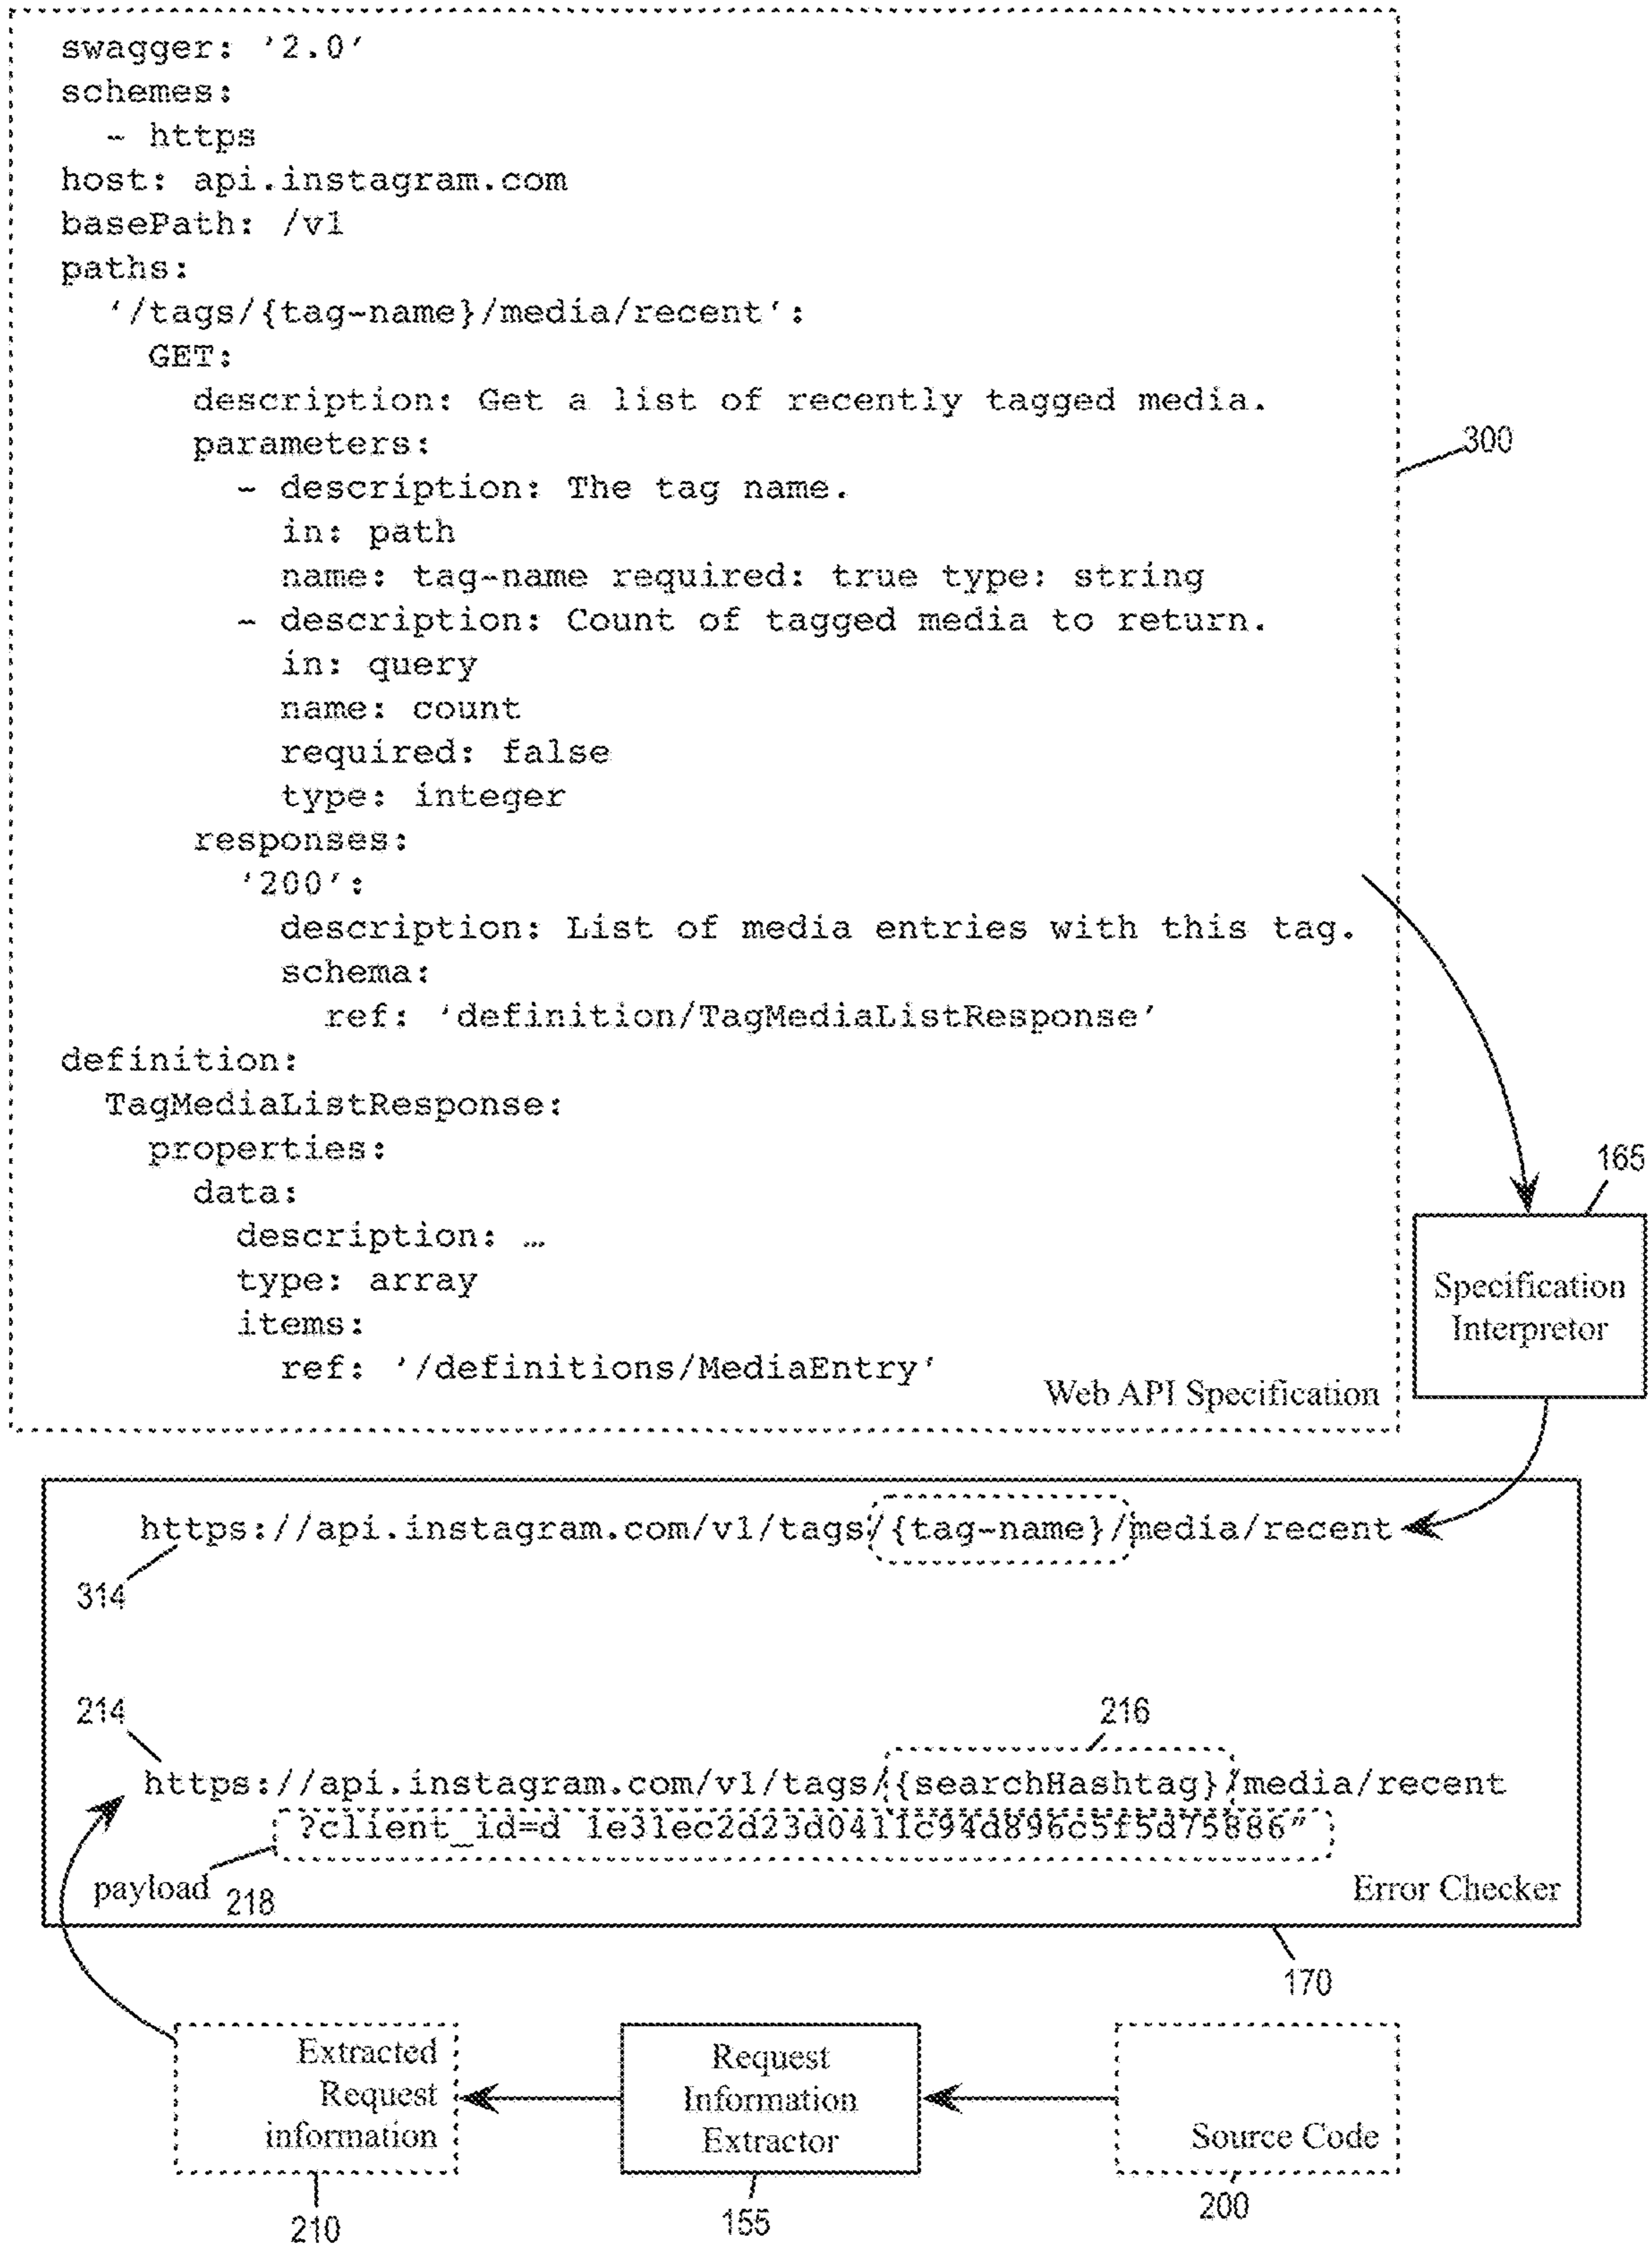 swagger: '2.0'
schemes:
- https
host: api.instagram.com
basePath: /v1
paths:
'/tags/{tag-name}/media/recent':
GET:
description: Get a list of recently tagged media.
parameters:
- description: The tag name.
in: path
name: tag-name required: true type: string
- description: Count of tagged media to return.
in: query
name: count
required: false
type: integer
responses:
'200':
description: List of media entries with this tag.
schema:
ref: 'definition/TagMediaListResponse'
definition:
TagMediaListResponse:
properties:
data:
description: …
type: array
items:
ref: '/definitions/MediaEntry'
Web API Specification
300
165
Specification
Interpretor
https://api.instagram.com/v1/tags/{tag-name}/media/recent
314
214
216
https://api.instagram.com/v1/tags/{searchHashtag}/media/recent
?client_id=d 1e31ec2d23d0411c94d896c5f5d75886"
payload
218
Error Checker
170
Extracted
Request
information
210
Request
Information
Extractor
155
Source Code
200